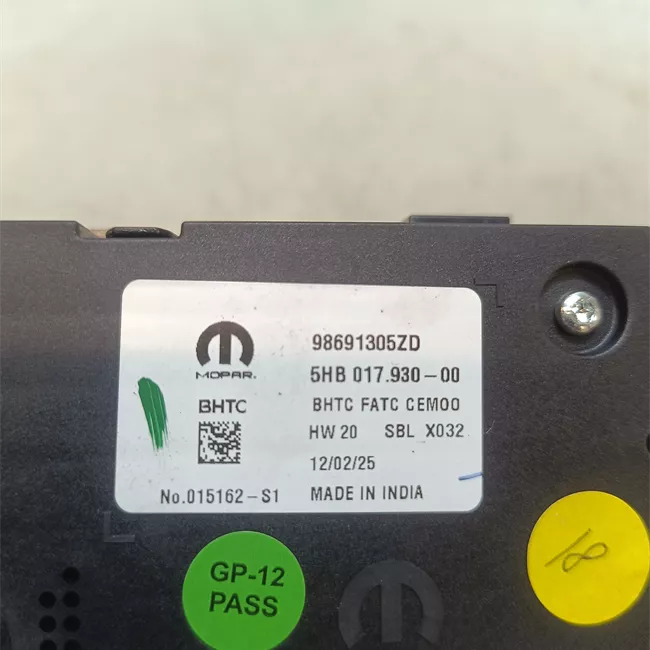 MOPAR.
98691305ZD
5HB 017.930-00
BHTC
BHTC FATC CEM00
HW 20 SBL X032
12/02/25
No.015162-S1
MADE IN INDIA
GP-12
PASS
18